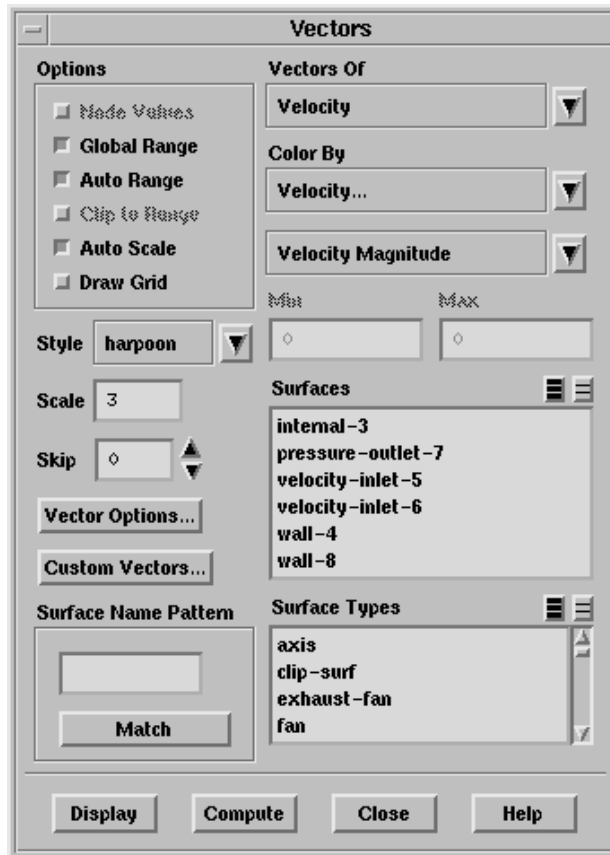 Vectors
Options
Node Values
Global Range
Auto Range
Clip to Range
Auto Scale
Draw Grid
Style harpoon
Scale 3
Skip 0
Vector Options...
Custom Vectors...
Surface Name Pattern
Match
Vectors Of
Velocity
Color By
Velocity...
Velocity Magnitude
Min Max
0 0
Surfaces
internal-3
pressure-outlet-7
velocity-inlet-5
velocity-inlet-6
wall-4
wall-8
Surface Types
axis
clip-surf
exhaust-fan
fan
Display Compute Close Help